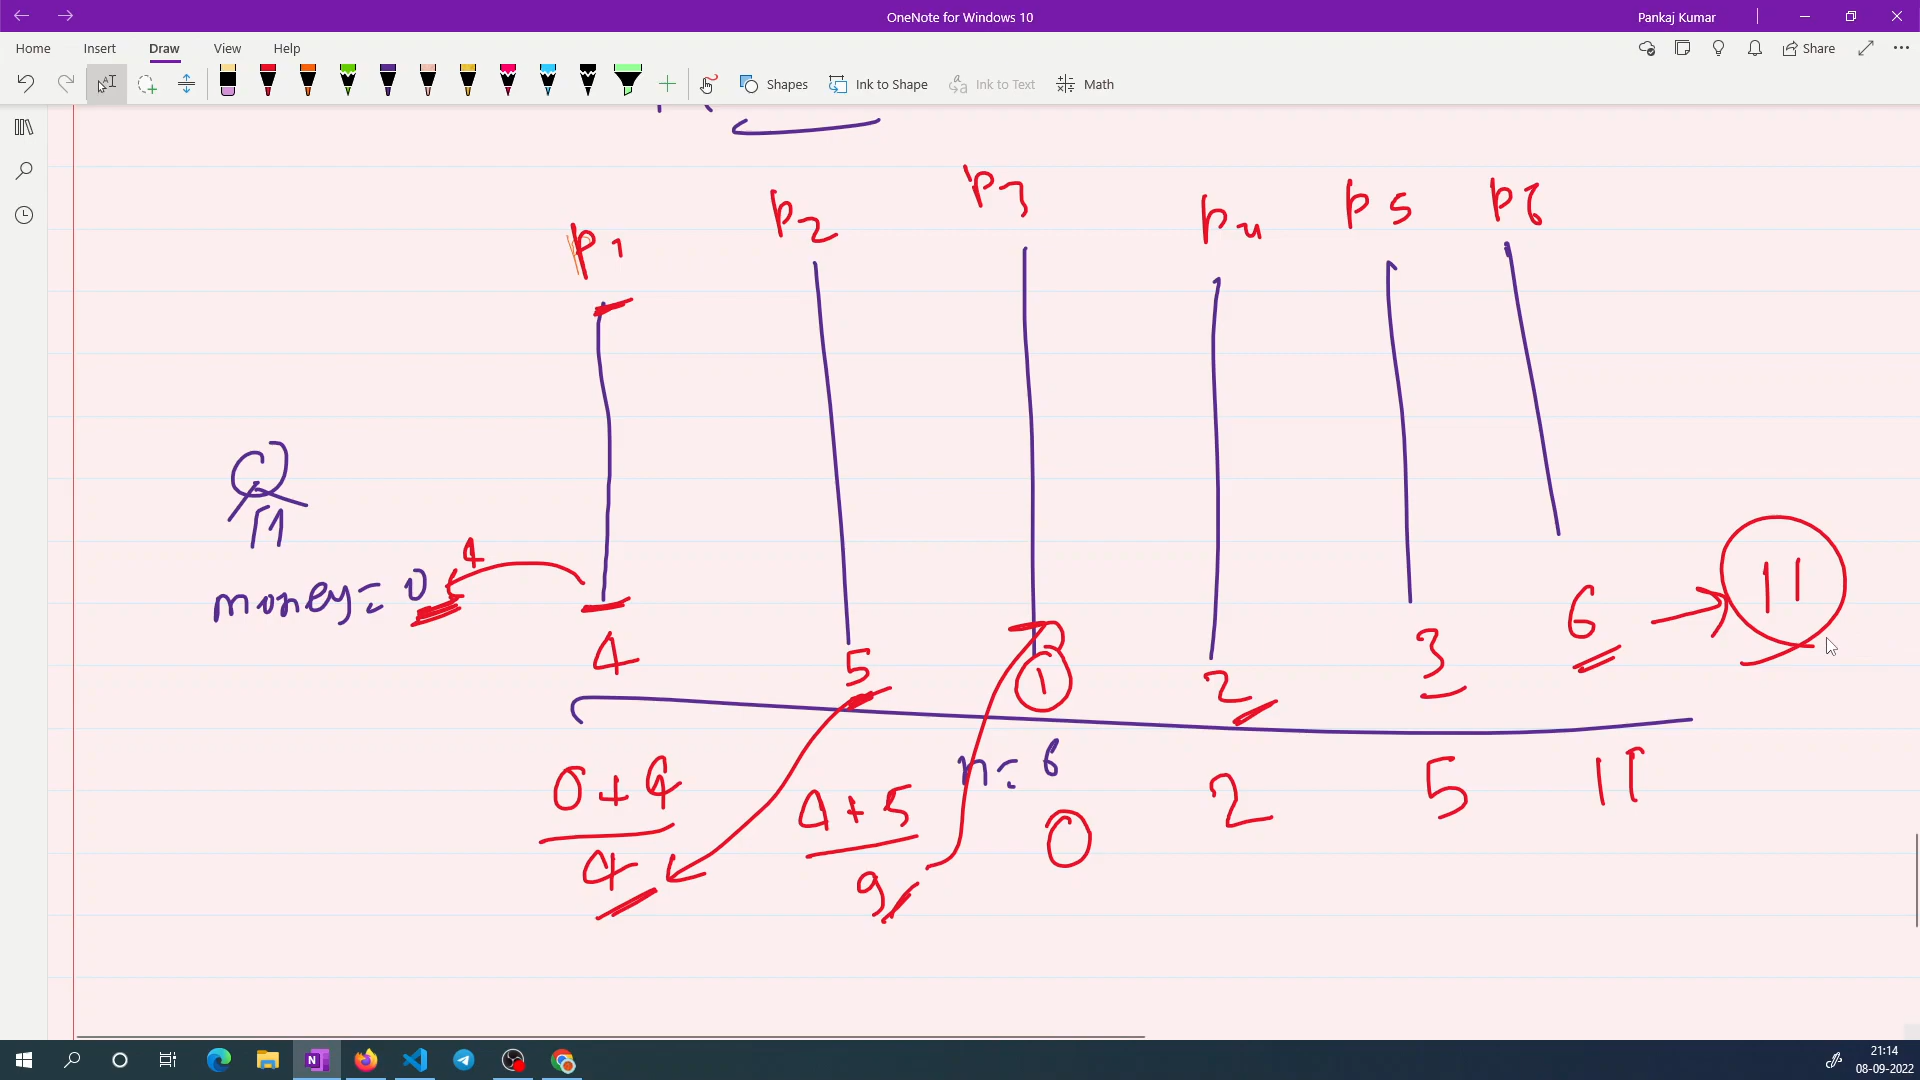 OneNote for Windows 10
Pankaj Kumar
Home Insert Draw View Help
Share
Shapes Ink to Shape Ink to Text Math
p1 p2 p3 p4 p5 p6
4
money = 0
4 5 1 2 3 6 → 11
n = 6
0+4 4+5 0 2 5 11
4 9
21:14
08-09-2022